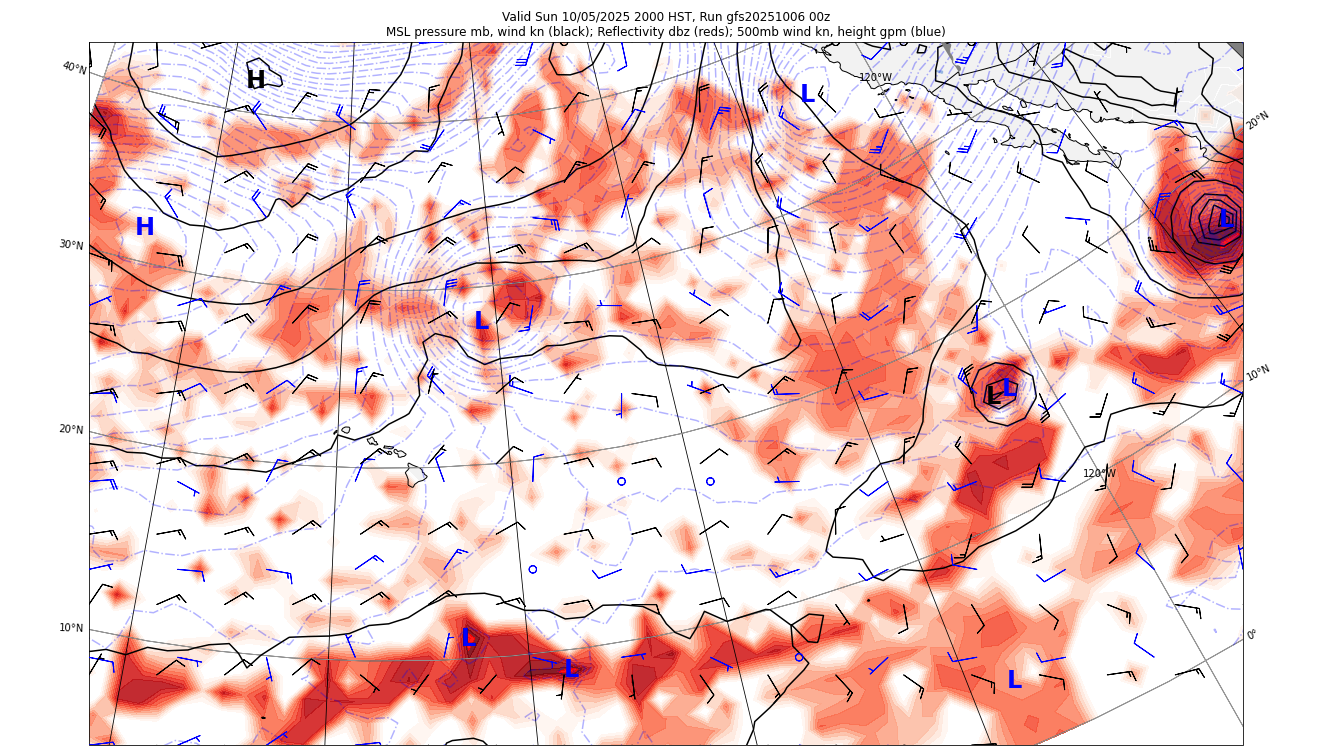 Valid Sun 10/05/2025 2000 HST, Run gfs20251006 00z
MSL pressure mb, wind kn (black); Reflectivity dbz (reds); 500mb wind kn, height gpm (blue)
40°N
H
L
120°W
20°N
H
L
30°N
L
10°N
L
L
20°N
120°W
10°N
L
0°
L
L